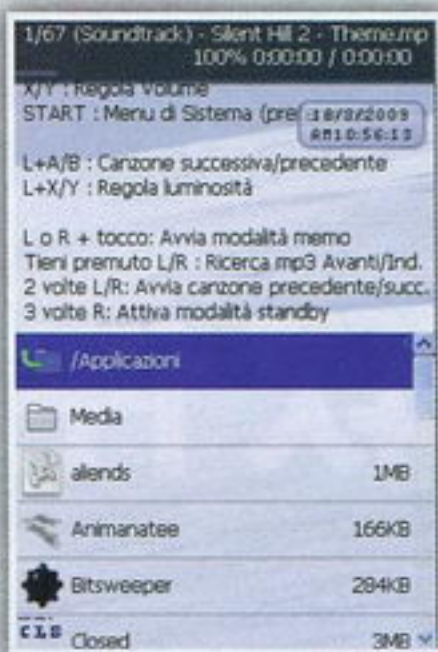 1/67 (Soundtrack) - Silent Hill 2 - Theme.mp
100% 0:00:00 / 0:00:00
X/Y : Regola Volume
START : Menu di Sistema (pre
18/8/2009
AM10:56:13
L+A/B : Canzone successiva/precedente
L+X/Y : Regola luminosità
L o R + tocco: Avvia modalità memo
Tieni premuto L/R : Ricerca mp3 Avanti/Ind.
2 volte L/R: Avvia canzone precedente/succ.
3 volte R: Attiva modalità standby
/Applicazioni
Media
aliends 1MB
Animanatee 166KB
Bitsweeper 284KB
CLS Closed 3MB